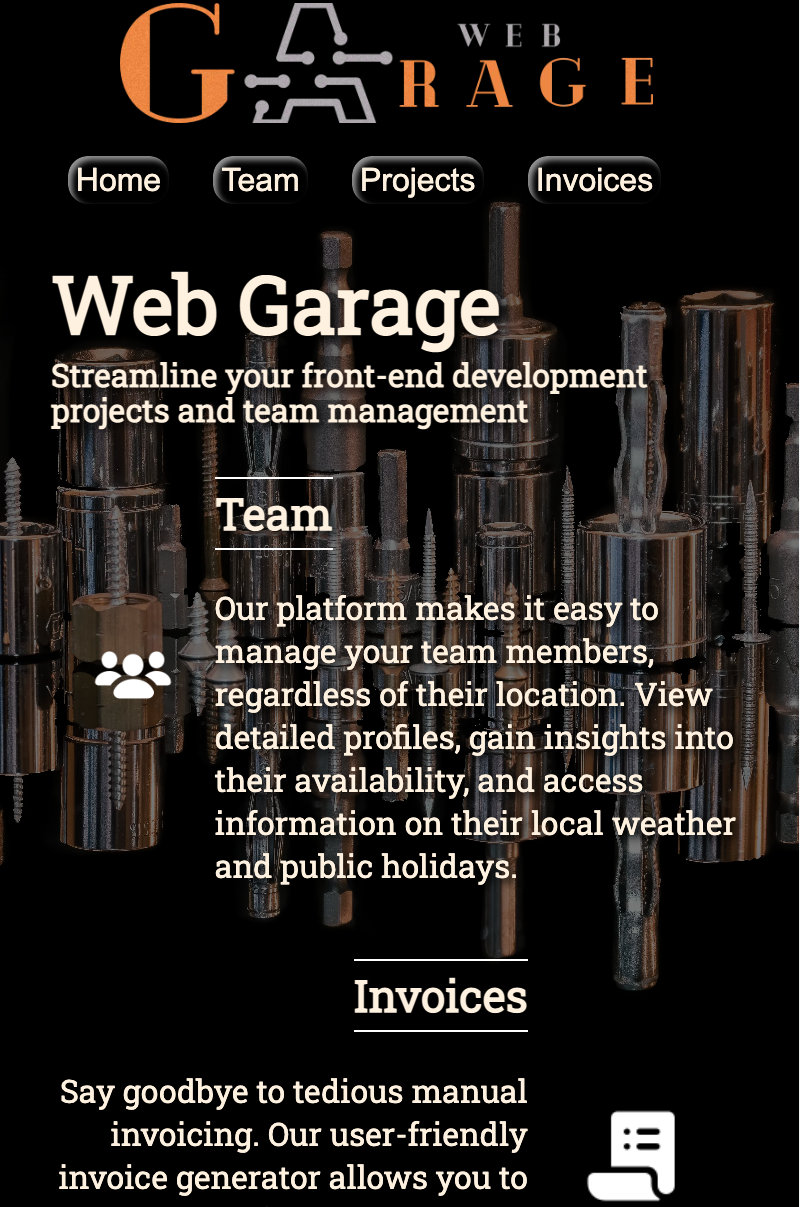 GARAGE
WEB
Home Team Projects Invoices
Web Garage
Streamline your front-end development
projects and team management
Team
Our platform makes it easy to
manage your team members,
regardless of their location. View
detailed profiles, gain insights into
their availability, and access
information on their local weather
and public holidays.
Invoices
Say goodbye to tedious manual
invoicing. Our user-friendly
invoice generator allows you to